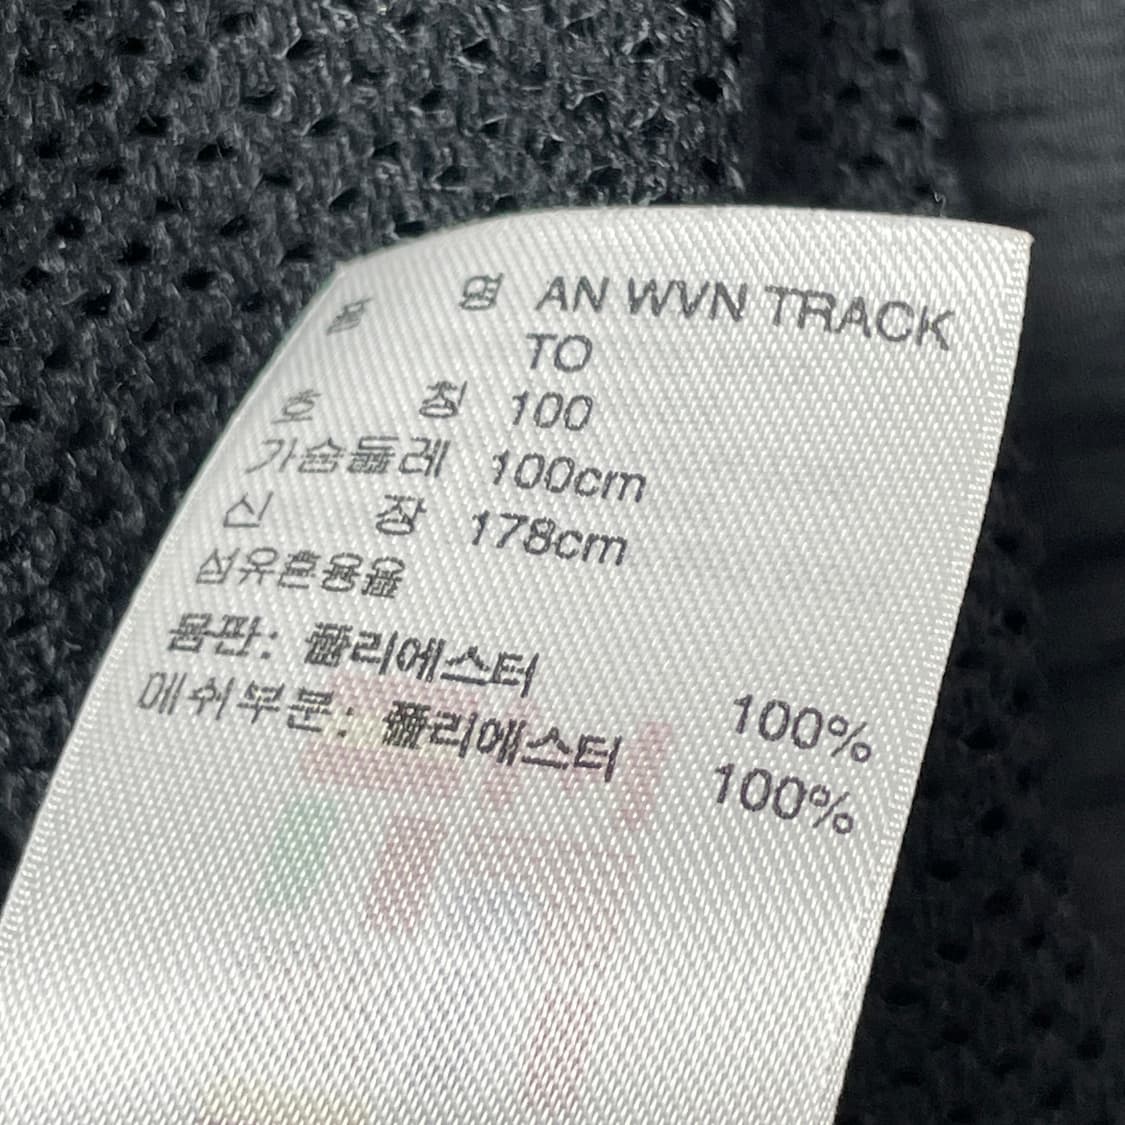 품 명 AN WVN TRACK
TO
호 칭 100
가슴둘레 100cm
신 장 178cm
섬유혼용율
몸판: 폴리에스터 100%
메쉬부분: 폴리에스터 100%